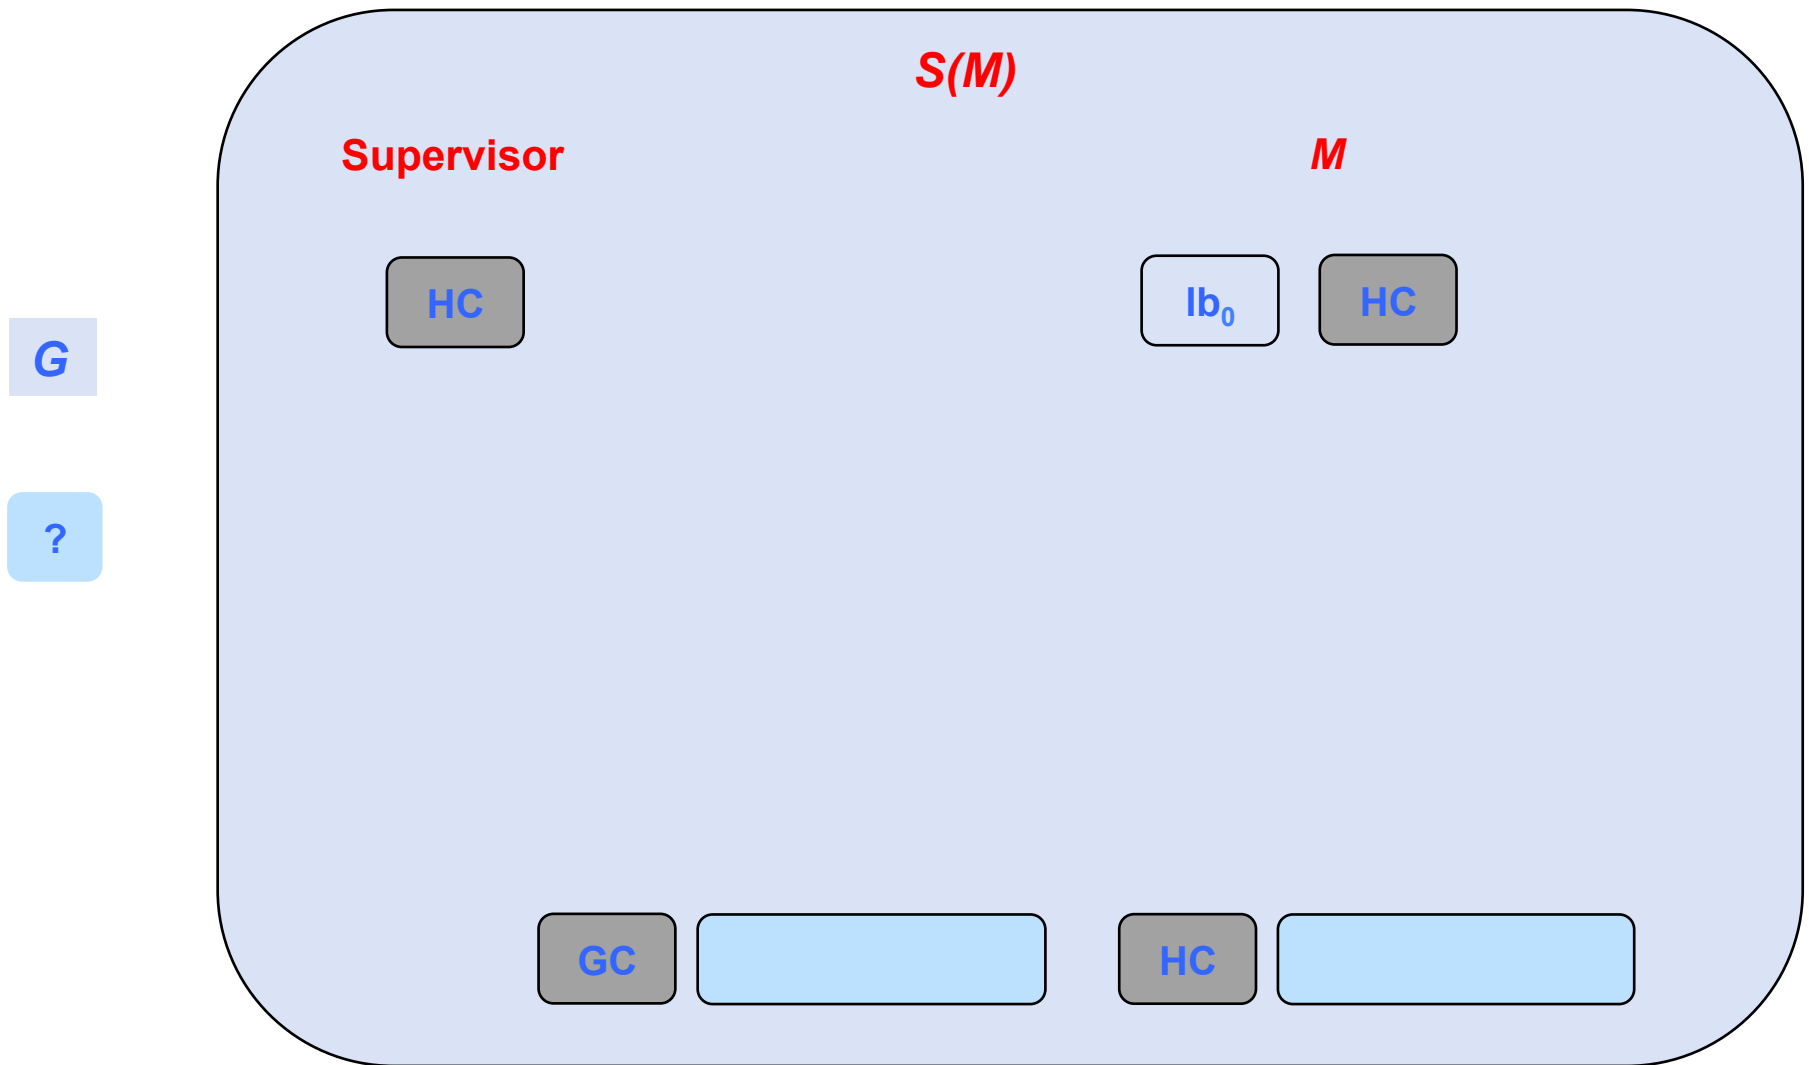 S(M)
Supervisor
M
HC
Ib₀
HC
G
?
GC
HC